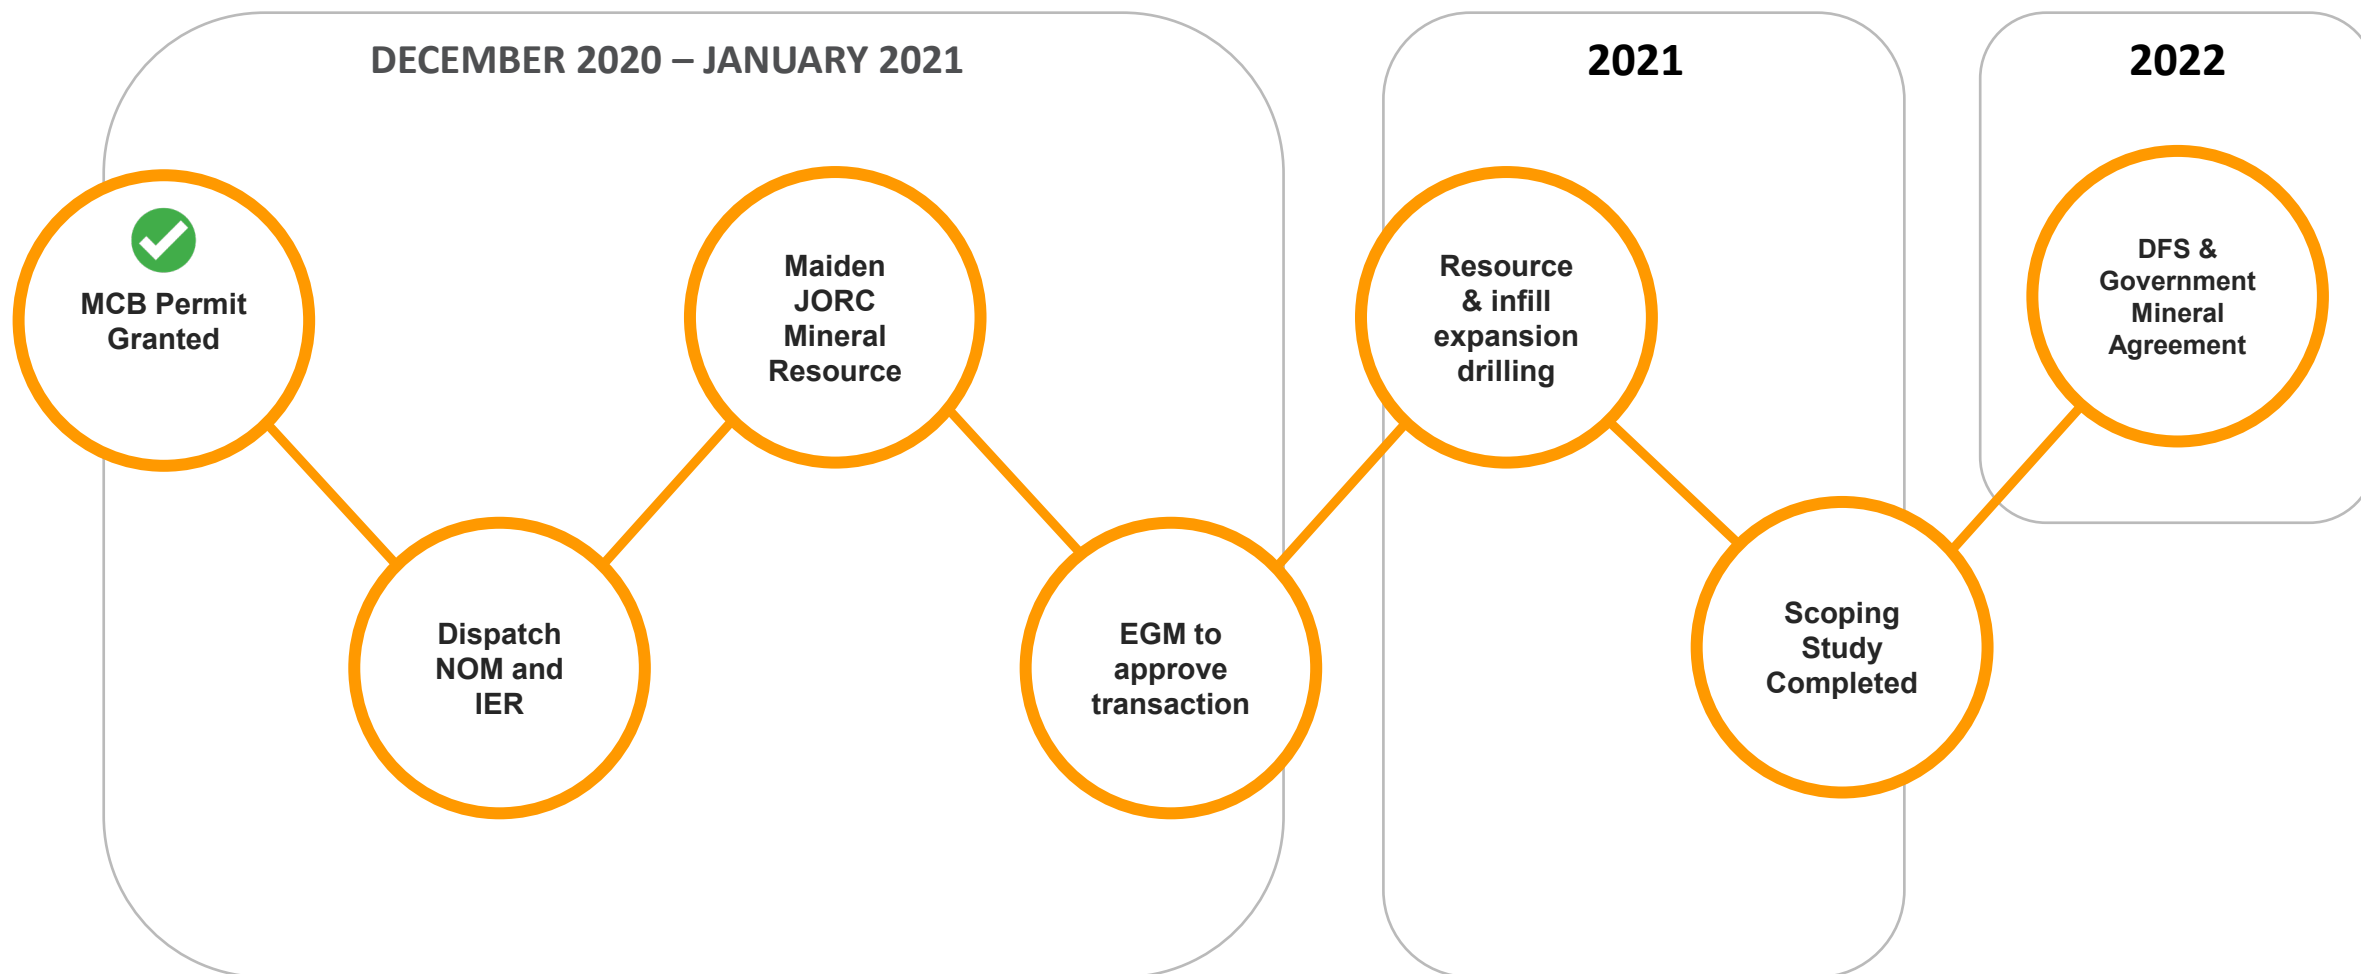 DECEMBER 2020 – JANUARY 2021
MCB Permit
Granted
Dispatch
NOM and
IER
Maiden
JORC
Mineral
Resource
EGM to
approve
transaction
2021
Resource
& infill
expansion
drilling
Scoping
Study
Completed
2022
DFS &
Government
Mineral
Agreement